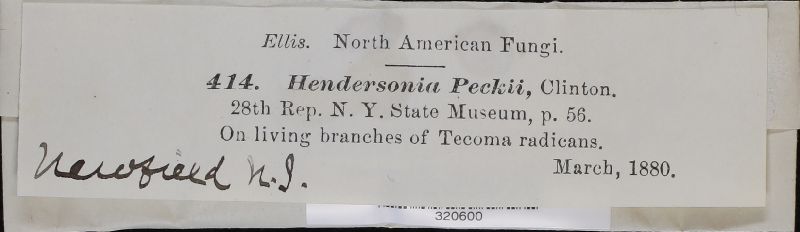 Ellis. North American Fungi.
414. Hendersonia Peckii, Clinton.
28th Rep. N. Y. State Museum, p. 56.
On living branches of Tecoma radicans.
March, 1880.
Newfield N.J.
320600